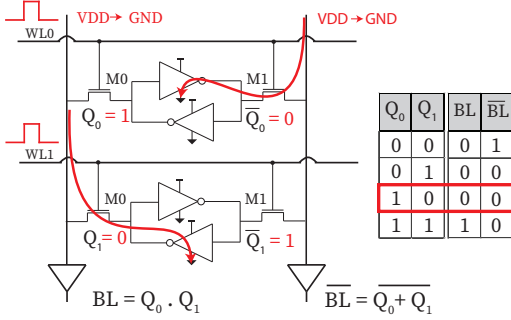 VDD→ GND VDD→GND
WL0
M0 M1
Q0 = 1 Q̅0 = 0
WL1
M0 M1
Q1 = 0 Q̅1 = 1
BL = Q0 . Q1 B̅L̅ = Q̅0̅+̅ ̅Q̅1̅
Q0 Q1 BL B̅L̅
0 0 0 1
0 1 0 0
1 0 0 0
1 1 1 0